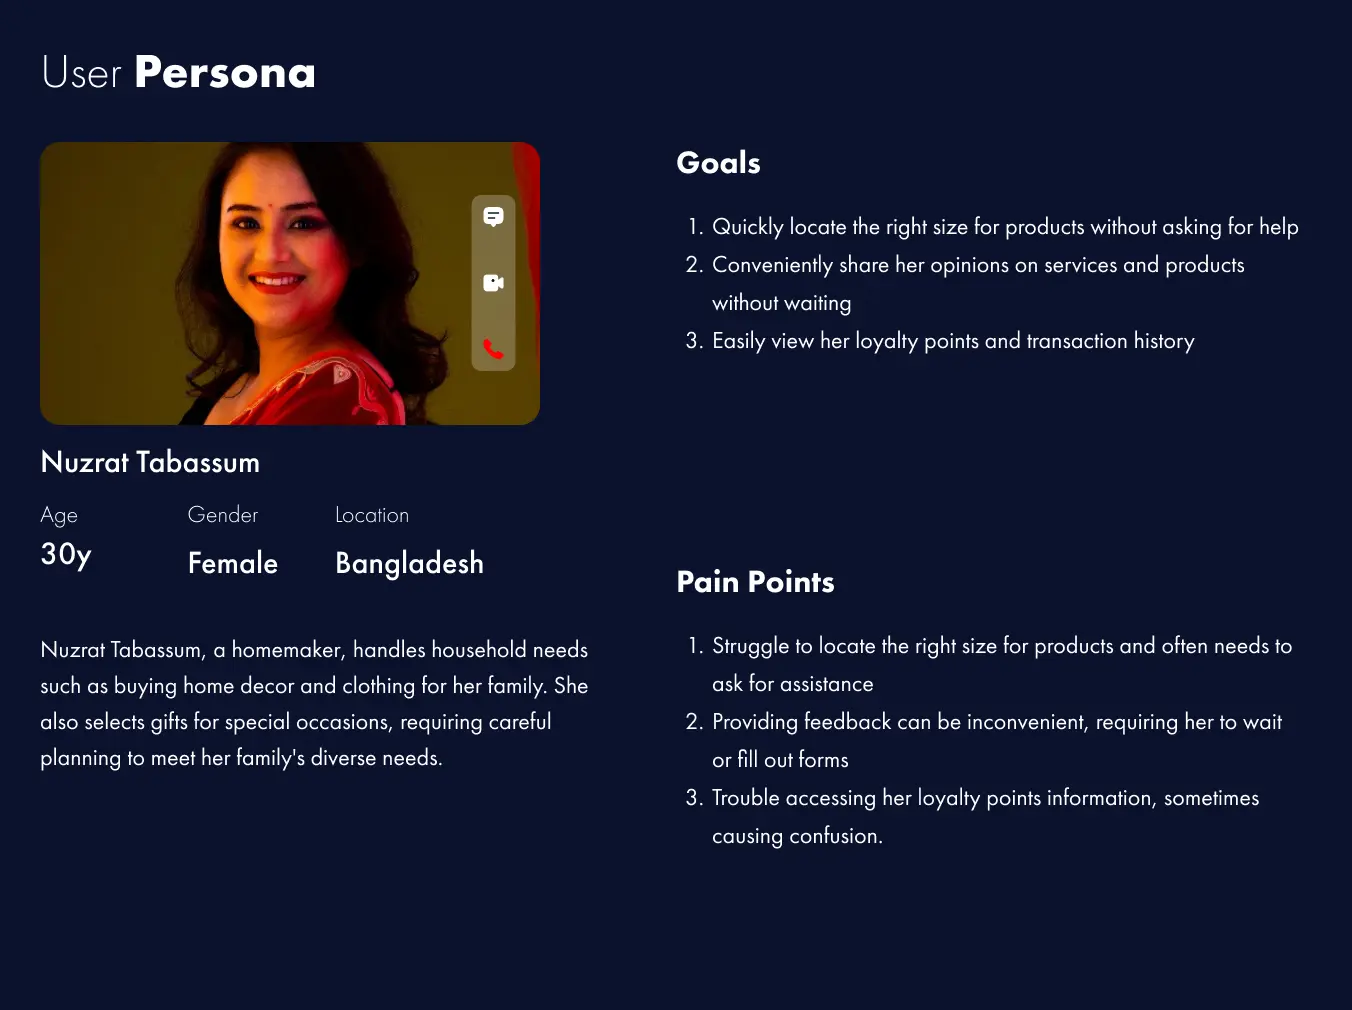 User Persona
Nuzrat Tabassum
Age
30y
Gender
Female
Location
Bangladesh
Nuzrat Tabassum, a homemaker, handles household needs
such as buying home decor and clothing for her family. She
also selects gifts for special occasions, requiring careful
planning to meet her family's diverse needs.
Goals
1. Quickly locate the right size for products without asking for help
2. Conveniently share her opinions on services and products
without waiting
3. Easily view her loyalty points and transaction history
Pain Points
1. Struggle to locate the right size for products and often needs to
ask for assistance
2. Providing feedback can be inconvenient, requiring her to wait
or fill out forms
3. Trouble accessing her loyalty points information, sometimes
causing confusion.